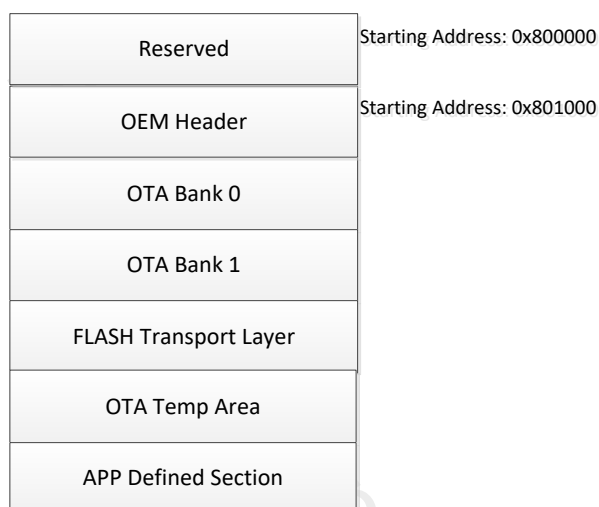 Reserved
Starting Address: 0x800000
OEM Header
Starting Address: 0x801000
OTA Bank 0
OTA Bank 1
FLASH Transport Layer
OTA Temp Area
APP Defined Section